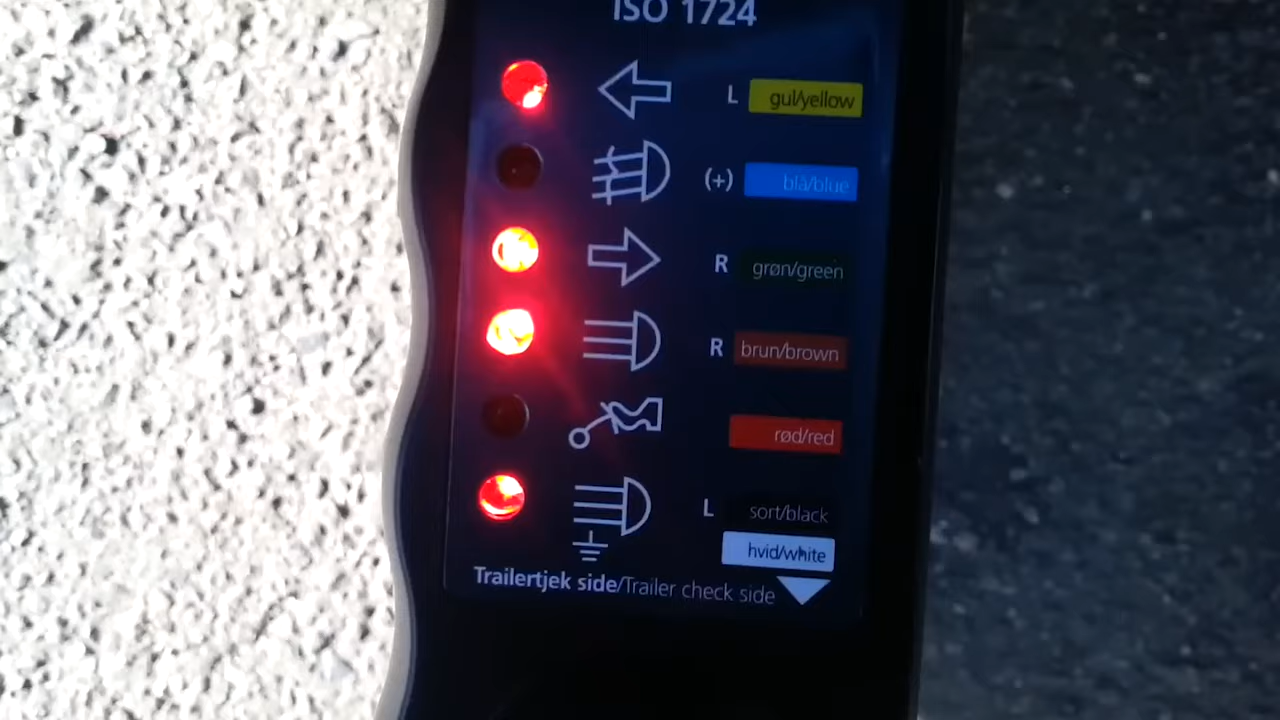 ISO 1724
L gul/yellow
(+) blå/blue
R grøn/green
R brun/brown
rød/red
L sort/black
hvid/white
Trailertjek side/Trailer check side